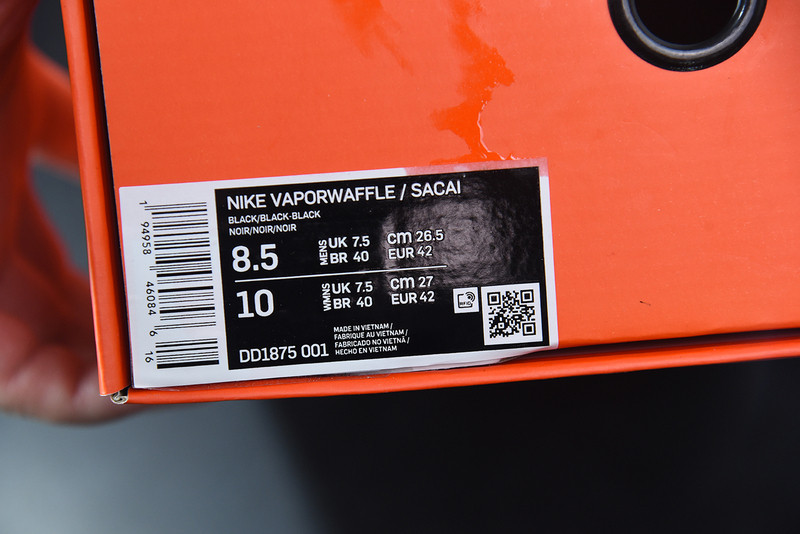 NIKE VAPORWAFFLE / SACAI
BLACK/BLACK-BLACK
NOIR/NOIR/NOIR
8.5 MENS UK 7.5 cm 26.5
BR 40 EUR 42
10 WMNS UK 7.5 cm 27
BR 40 EUR 42
RFID
MADE IN VIETNAM /
FABRIQUÉ AU VIETNAM /
FABRICADO NO VIETNÃ /
HECHO EN VIETNAM
DD1875 001
1 94958 46084 6 16